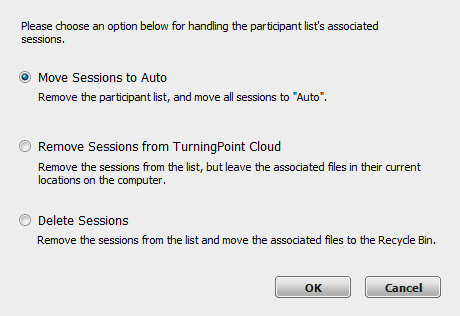 Please choose an option below for handling the participant list's associated
sessions.
Move Sessions to Auto
Remove the participant list, and move all sessions to "Auto".
Remove Sessions from TurningPoint Cloud
Remove the sessions from the list, but leave the associated files in their current
locations on the computer.
Delete Sessions
Remove the sessions from the list and move the associated files to the Recycle Bin.
OK Cancel